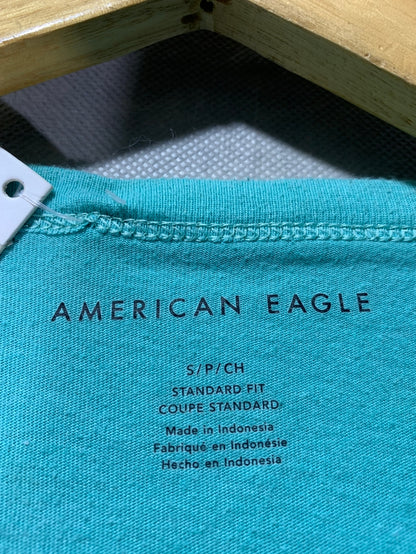 AMERICAN EAGLE
S/P/CH
STANDARD FIT
COUPE STANDARD
Made in Indonesia
Fabriqué en Indonésie
Hecho en Indonesia